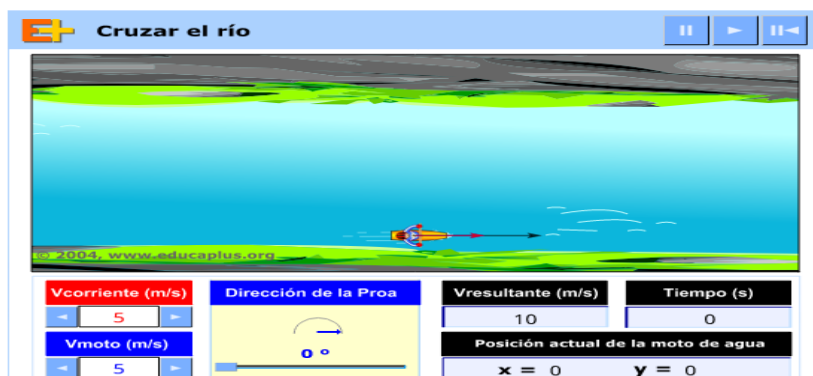 E+ Cruzar el río
© 2004, www.educaplus.org
Vcorriente (m/s)
5
Vmoto (m/s)
5
Dirección de la Proa
0 º
Vresultante (m/s)
10
Tiempo (s)
0
Posición actual de la moto de agua
x = 0 y = 0